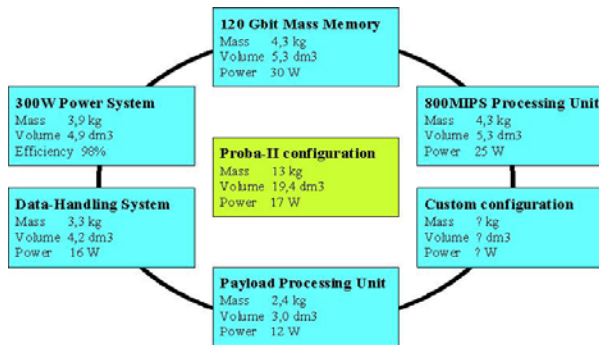 120 Gbit Mass Memory
Mass 4,3 kg
Volume 5,3 dm3
Power 30 W
300W Power System
Mass 3,9 kg
Volume 4,9 dm3
Efficiency 98%
800MIPS Processing Unit
Mass 4,3 kg
Volume 5,3 dm3
Power 25 W
Proba-II configuration
Mass 13 kg
Volume 19,4 dm3
Power 17 W
Data-Handling System
Mass 3,3 kg
Volume 4,2 dm3
Power 16 W
Custom configuration
Mass ? kg
Volume ? dm3
Power ? W
Payload Processing Unit
Mass 2,4 kg
Volume 3,0 dm3
Power 12 W